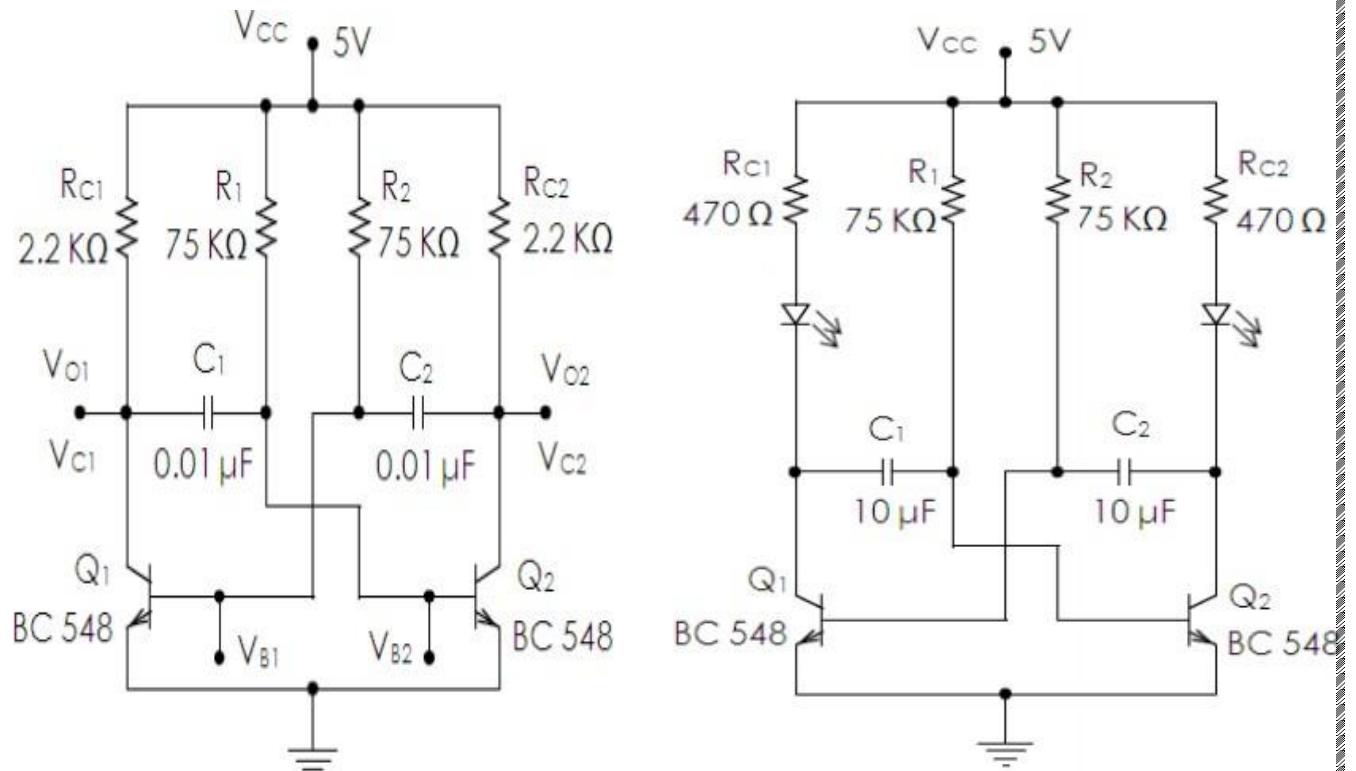 VCC 5V
RC1 R1 R2 RC2
2.2 KΩ 75 KΩ 75 KΩ 2.2 KΩ
VO1 C1 C2 VO2
VC1 0.01 µF 0.01 µF VC2
Q1 Q2
BC 548 VB1 VB2 BC 548
VCC 5V
RC1 R1 R2 RC2
470 Ω 75 KΩ 75 KΩ 470 Ω
C1 C2
10 µF 10 µF
Q1 Q2
BC 548 BC 548